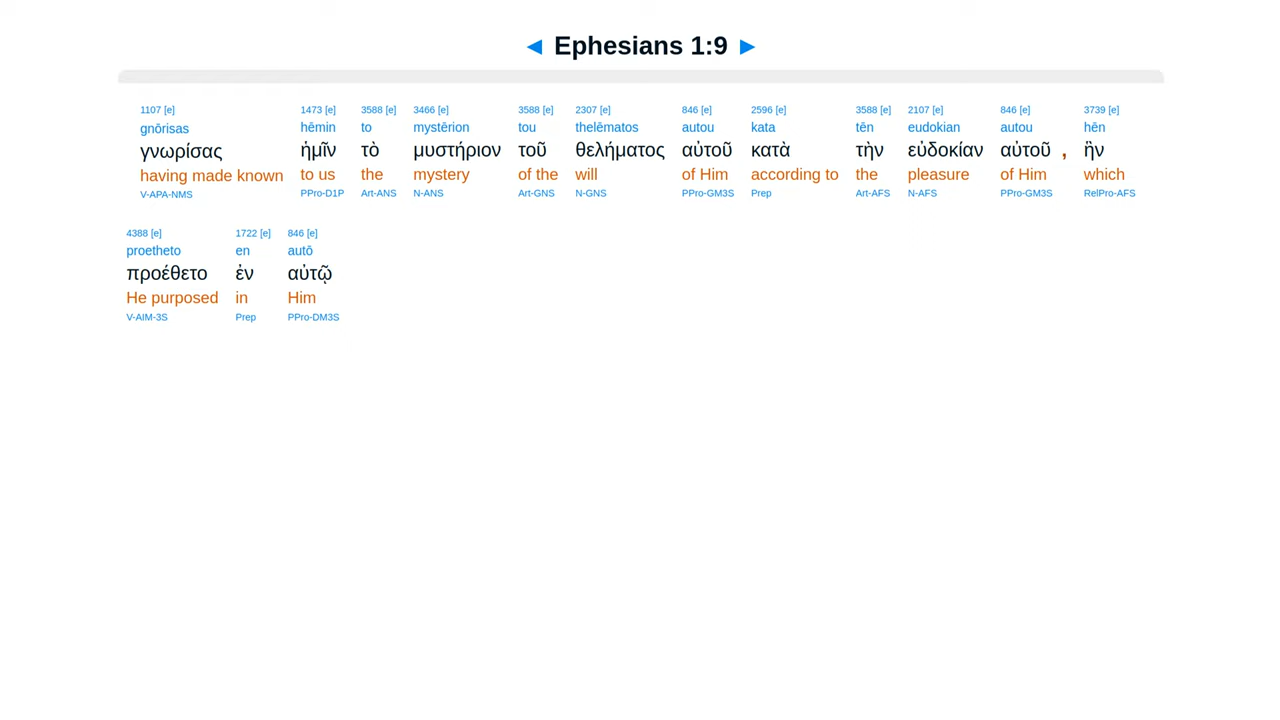 ◄ Ephesians 1:9 ►
1107 [e] 1473 [e] 3588 [e] 3466 [e] 3588 [e] 2307 [e] 846 [e] 2596 [e] 3588 [e] 2107 [e] 846 [e] 3739 [e]
gnōrisas hēmin to mystērion tou thelēmatos autou kata tēn eudokian autou hēn
γνωρίσας ἡμῖν τὸ μυστήριον τοῦ θελήματος αὐτοῦ κατὰ τὴν εὐδοκίαν αὐτοῦ , ἣν
having made known to us the mystery of the will of Him according to the pleasure of Him which
V-APA-NMS PPro-D1P Art-ANS N-ANS Art-GNS N-GNS PPro-GM3S Prep Art-AFS N-AFS PPro-GM3S RelPro-AFS
4388 [e] 1722 [e] 846 [e]
proetheto en autō
προέθετο ἐν αὐτῷ
He purposed in Him
V-AIM-3S Prep PPro-DM3S